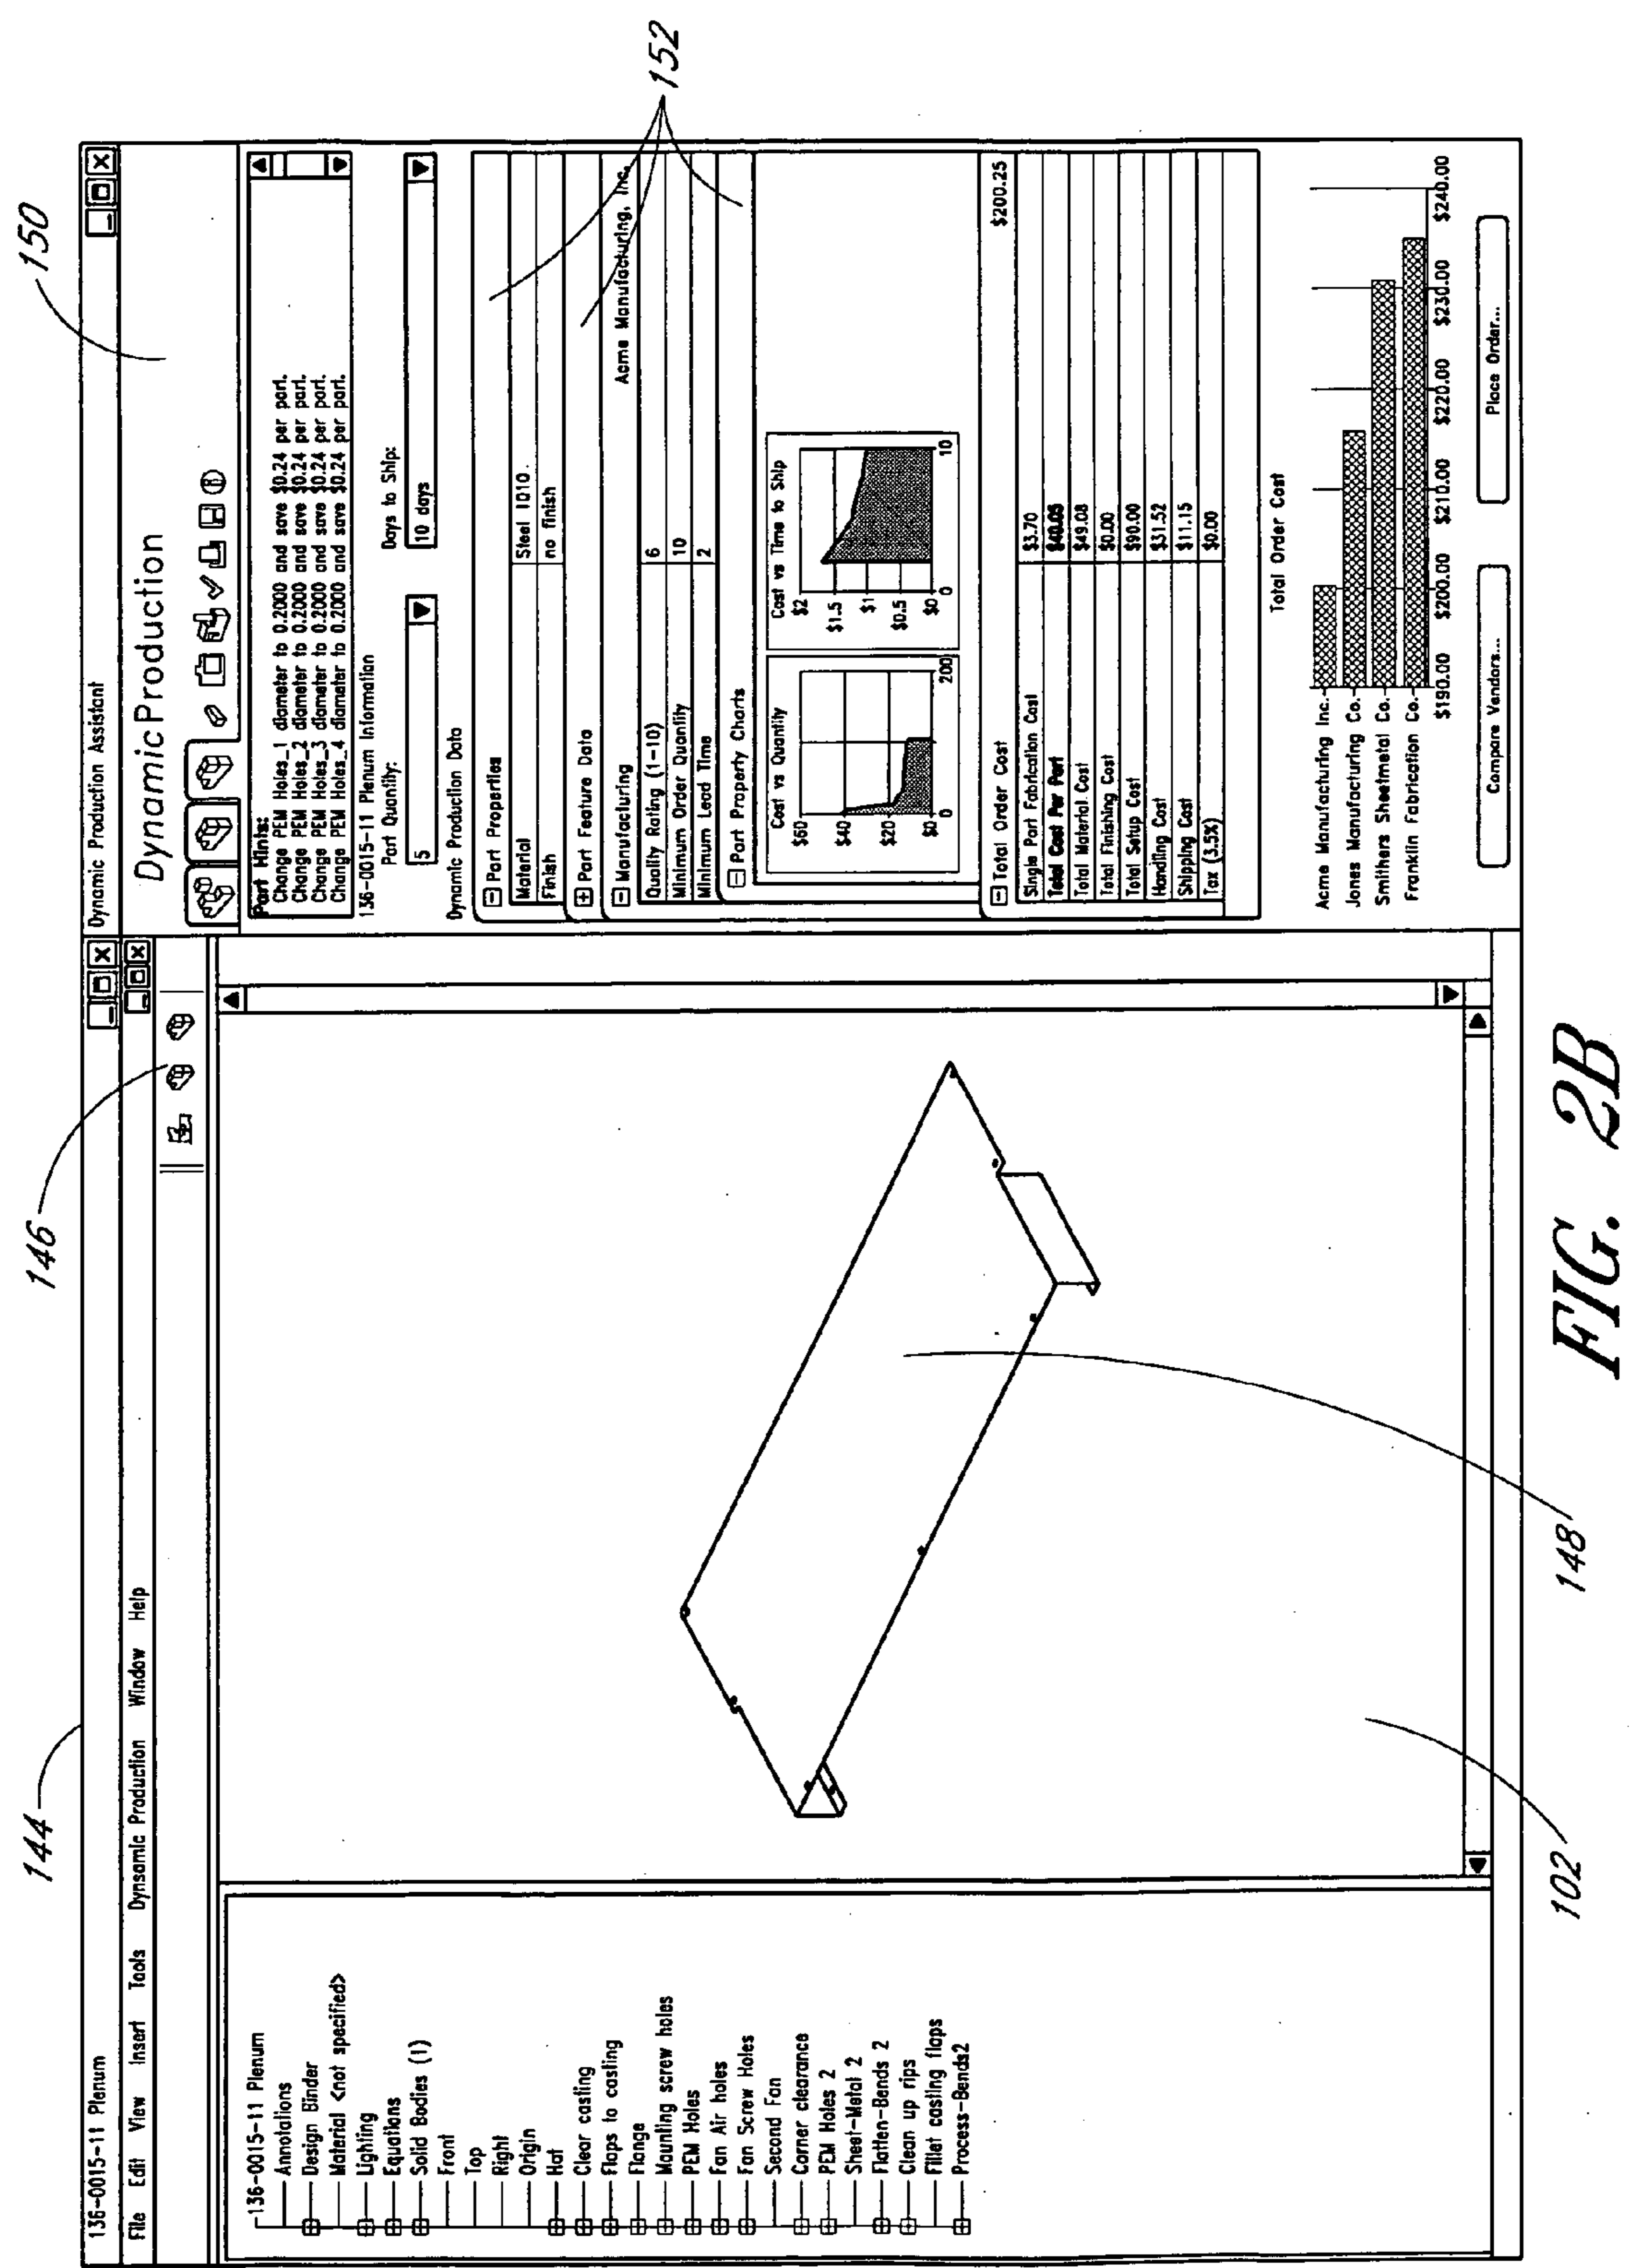 144
146
150
136-0015-11 Plenum
File Edit View Insert Tools Dynsamic Production Window Help
-136-0015-11 Plenum
Annotations
Design Binder
Material <not specified>
Lighting
Equations
Solid Bodies (1)
Front
Top
Right
Origin
Hat
Clear casting
Flaps to casting
Flange
Mounting screw holes
PEM Holes
Fan Air holes
Fan Screw Holes
Second Fan
Corner clearance
PEM Holes 2
Sheet-Metal 2
Flatten-Bends 2
Clean up rips
Fillet casting flaps
Process-Bends2
Dynamic Production Assistant
DynamicProduction
Part Hints:
Change PEM Holes_1 diameter to 0.2000 and save $0.24 per part.
Change PEM Holes_2 diameter to 0.2000 and save $0.24 per part.
Change PEM Holes_3 diameter to 0.2000 and save $0.24 per part.
Change PEM Holes_4 diameter to 0.2000 and save $0.24 per part.
136-0015-11 Plenum Information
Part Quantity: Days to Ship:
5 10 days
Dynamic Production Data
Part Properties
Material Steel 1010
Finish no finish
Part Feature Data
Manufacturing Acme Manufacturing, Inc.
Quality Rating (1-10) 6
Minimum Order Quantity 10
Minimum Lead Time 2
Part Property Charts
Cost vs Quantity
$60
$40
$20
$0
0 200
Cost vs Time to Ship
$2
$1.5
$1
$0.5
$0
0 10
Total Order Cost $200.25
Single Part Fabrication Cost $3.70
Total Cost Per Part $40.05
Total Material Cost $49.08
Total Finishing Cost $0.00
Total Setup Cost $90.00
Handling Cost $31.52
Shipping Cost $11.15
Tax (3.5%) $0.00
Total Order Cost
Acme Manufacturing Inc.
Jones Manufacturing Co.
Smithers Sheetmetal Co.
Franklin Fabrication Co.
$190.00 $200.00 $210.00 $220.00 $230.00 $240.00
Compare Vendors... Place Order...
152
102
148
FIG. 2B